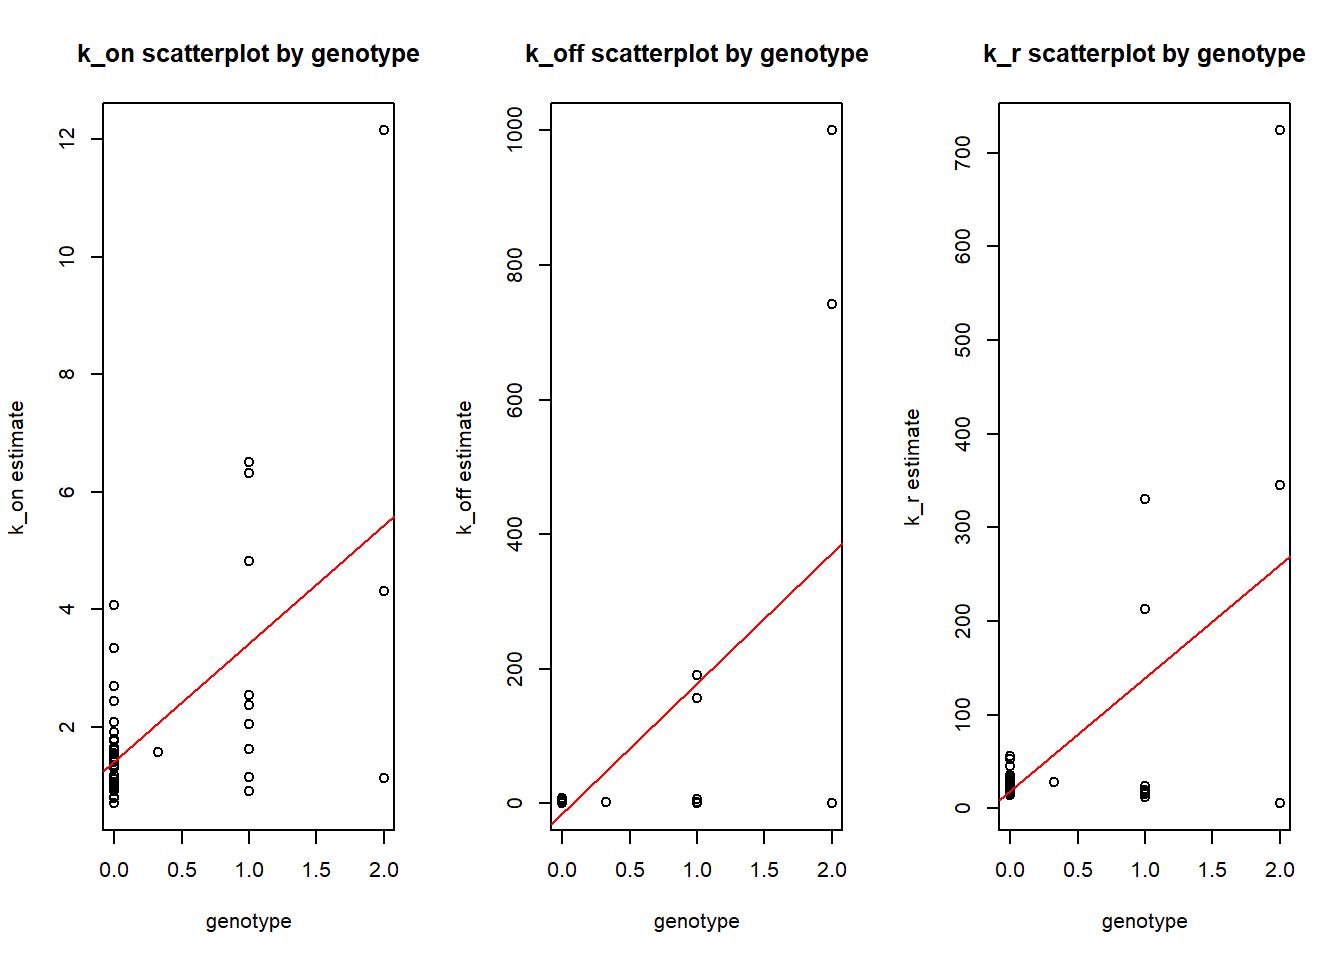 k_on scatterplot by genotype
k_on estimate
12
10
8
6
4
2
0.0 0.5 1.0 1.5 2.0
genotype
k_off scatterplot by genotype
k_off estimate
1000
800
600
400
200
0
0.0 0.5 1.0 1.5 2.0
genotype
k_r scatterplot by genotype
k_r estimate
700
600
500
400
300
200
100
0
0.0 0.5 1.0 1.5 2.0
genotype